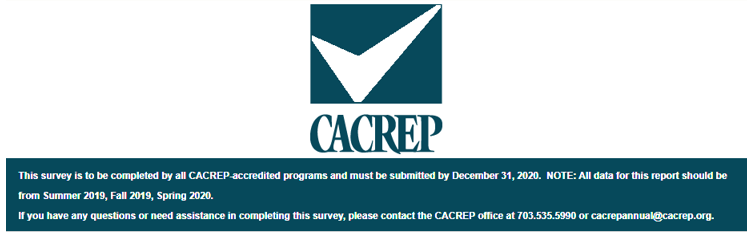 CACREP
This survey is to be completed by all CACREP-accredited programs and must be submitted by December 31, 2020.  NOTE: All data for this report should be
from Summer 2019, Fall 2019, Spring 2020.
If you have any questions or need assistance in completing this survey, please contact the CACREP office at 703.535.5990 or cacrepannual@cacrep.org.